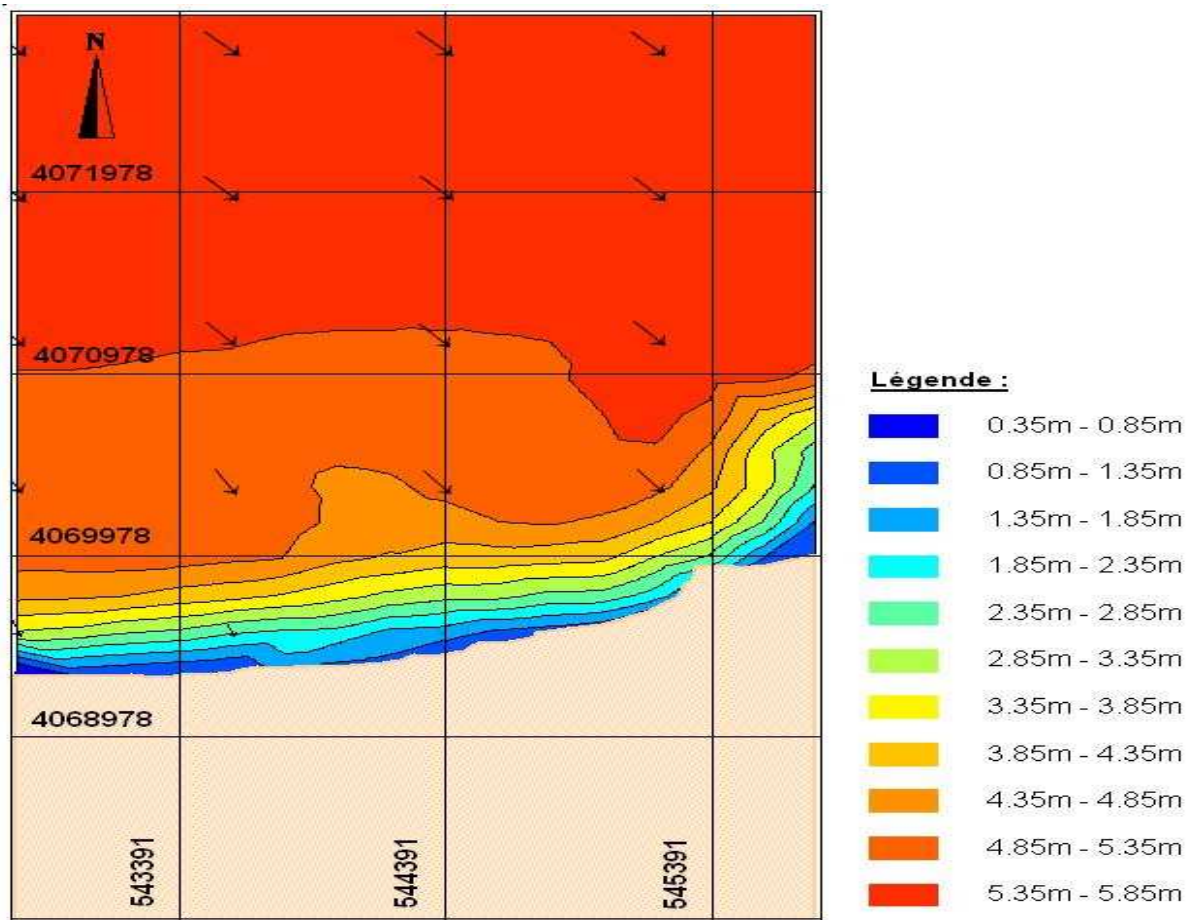 N
4071978
4070978
4069978
4068978
543391
544391
545391
Légende :
0.35m - 0.85m
0.85m - 1.35m
1.35m - 1.85m
1.85m - 2.35m
2.35m - 2.85m
2.85m - 3.35m
3.35m - 3.85m
3.85m - 4.35m
4.35m - 4.85m
4.85m - 5.35m
5.35m - 5.85m